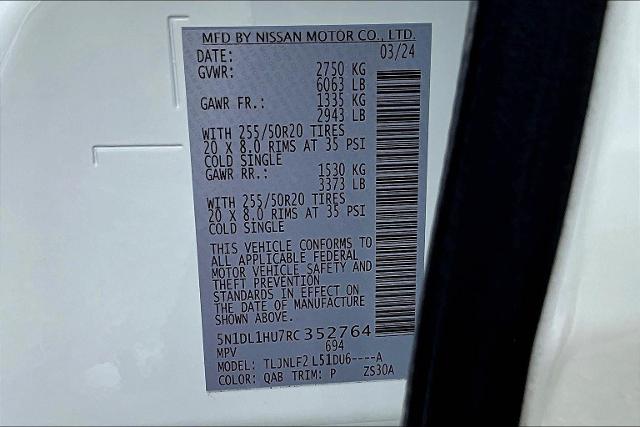 MFD BY NISSAN MOTOR CO., LTD.
DATE: 03/24
GVWR: 2750 KG
6063 LB
GAWR FR.: 1335 KG
2943 LB
WITH 255/50R20 TIRES
20 X 8.0 RIMS AT 35 PSI
COLD SINGLE
GAWR RR.: 1530 KG
3373 LB
WITH 255/50R20 TIRES
20 X 8.0 RIMS AT 35 PSI
COLD SINGLE
THIS VEHICLE CONFORMS TO
ALL APPLICABLE FEDERAL
MOTOR VEHICLE SAFETY AND
THEFT PREVENTION
STANDARDS IN EFFECT ON
THE DATE OF MANUFACTURE
SHOWN ABOVE.
5N1DL1HU7RC352764
MPV 694
MODEL: TLJNLF2 L51DU6----A
COLOR: QAB TRIM: P ZS30A